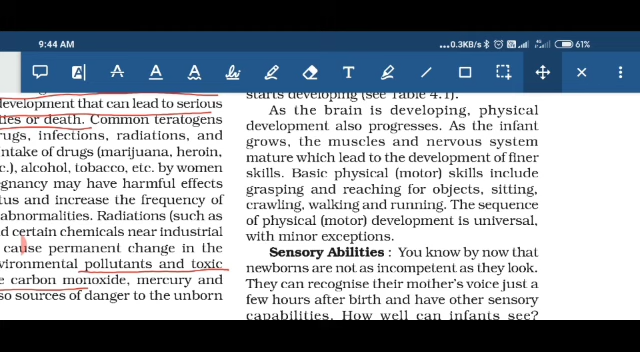 9:44 AM
...0.3KB/s
61%
A
A
A
T
development that can lead to serious
ties or death. Common teratogens
rugs, infections, radiations, and
ntake of drugs (marijuana, heroin,
c.), alcohol, tobacco, etc. by women
egnancy may have harmful effects
tus and increase the frequency of
abnormalities. Radiations (such as
d certain chemicals near industrial
cause permanent change in the
vironmental pollutants and toxic
e carbon monoxide, mercury and
so sources of danger to the unborn
starts developing (see Table 4.1).
As the brain is developing, physical
development also progresses. As the infant
grows, the muscles and nervous system
mature which lead to the development of finer
skills. Basic physical (motor) skills include
grasping and reaching for objects, sitting,
crawling, walking and running. The sequence
of physical (motor) development is universal,
with minor exceptions.
Sensory Abilities : You know by now that
newborns are not as incompetent as they look.
They can recognise their mother's voice just a
few hours after birth and have other sensory
capabilities. How well can infants see?